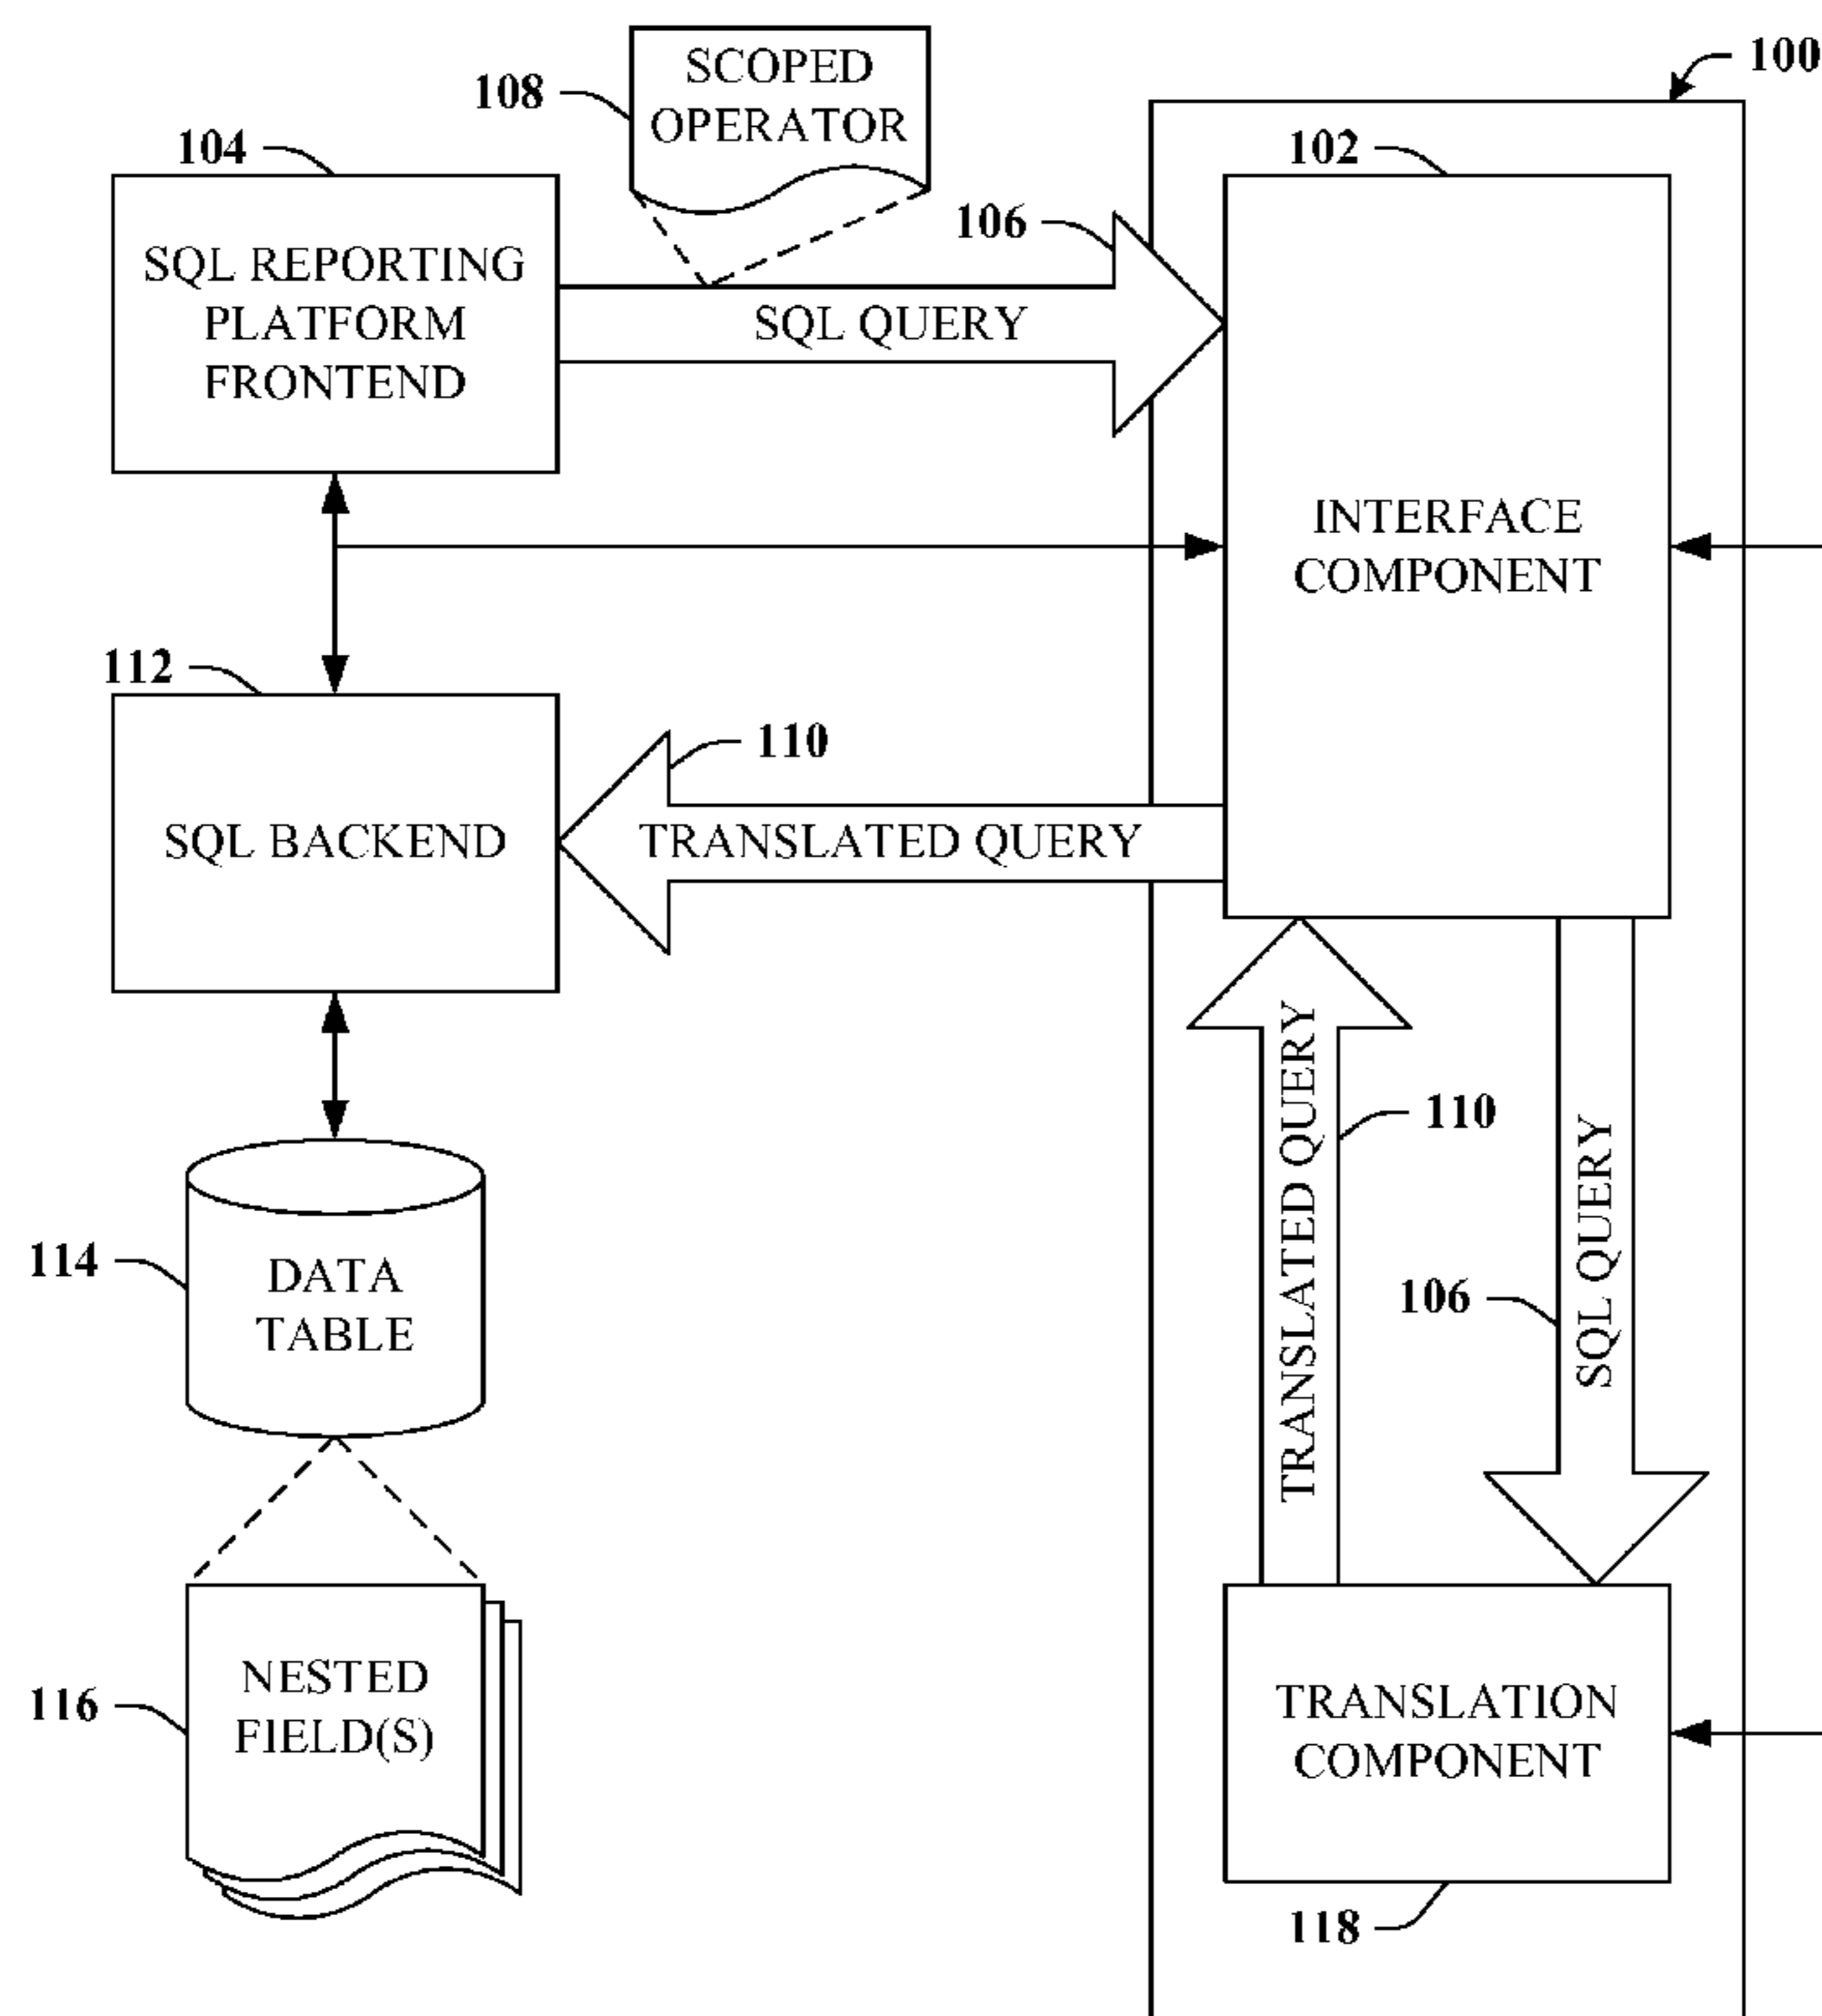 SCOPED
OPERATOR
108
100
104
102
106
SQL REPORTING
PLATFORM
FRONTEND
SQL QUERY
INTERFACE
COMPONENT
112
110
SQL BACKEND
TRANSLATED QUERY
TRANSLATED QUERY
110
SQL QUERY
106
114
DATA
TABLE
116
NESTED
FIELD(S)
TRANSLATION
COMPONENT
118